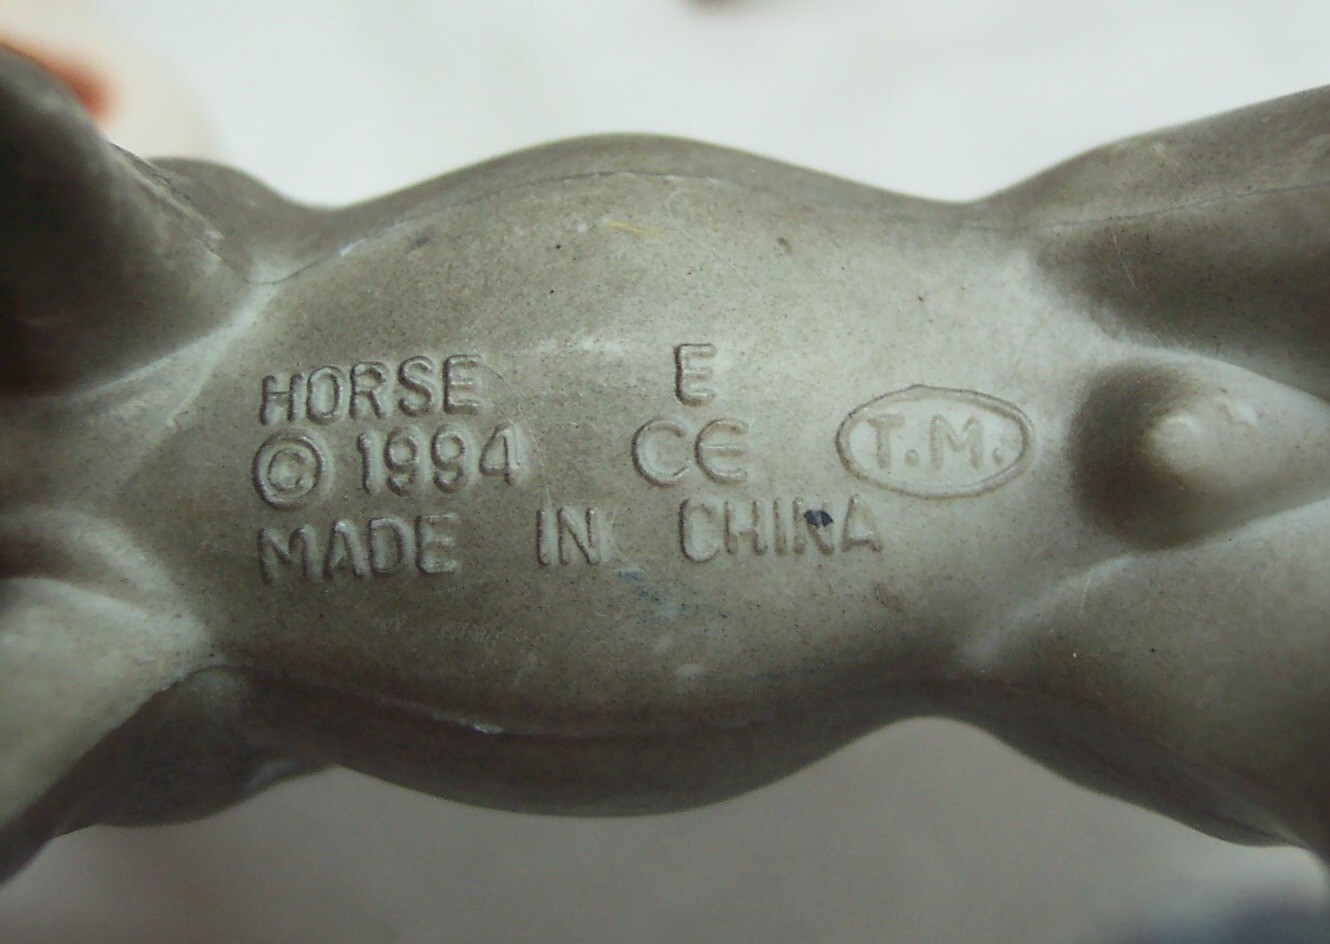 HORSE E
© 1994 CE T.M.
MADE IN CHINA